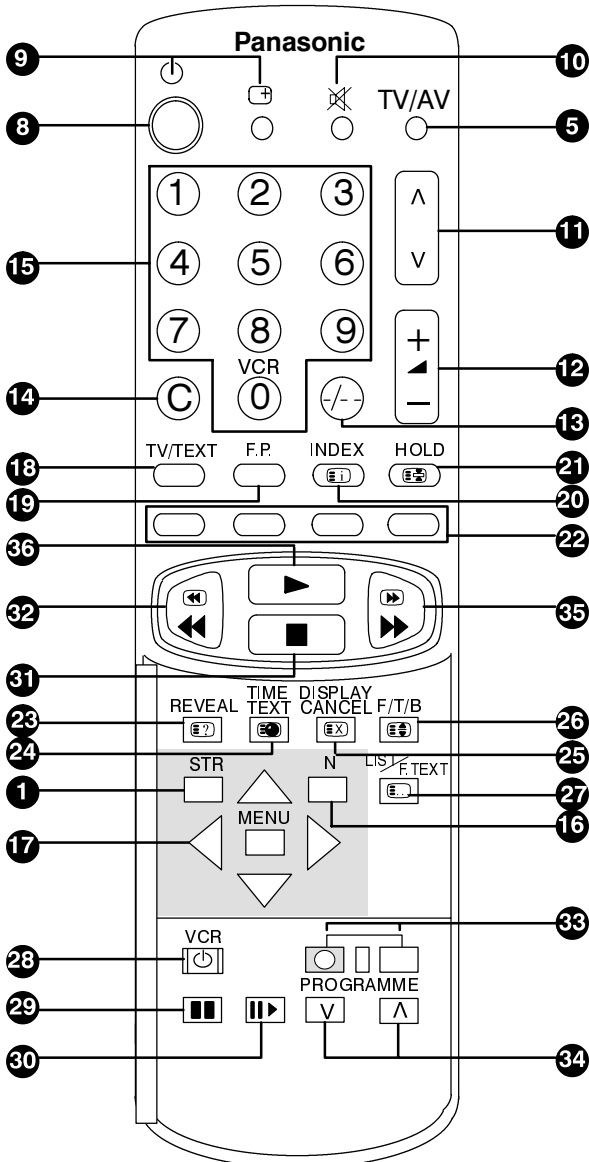 Panasonic
9
10
TV/AV
8
5
1 2 3
11
15
4 5 6
7 8 9
VCR
+
12
14
C 0 -/--
−
13
18
TV/TEXT F.P. INDEX HOLD
21
i
19
20
36
22
32
35
31
REVEAL TIME TEXT DISPLAY CANCEL F/T/B
23
? X
26
24
25
STR N LIST/F.TEXT
1
27
MENU
16
17
33
VCR
28
PROGRAMME
29
V Λ
30
34